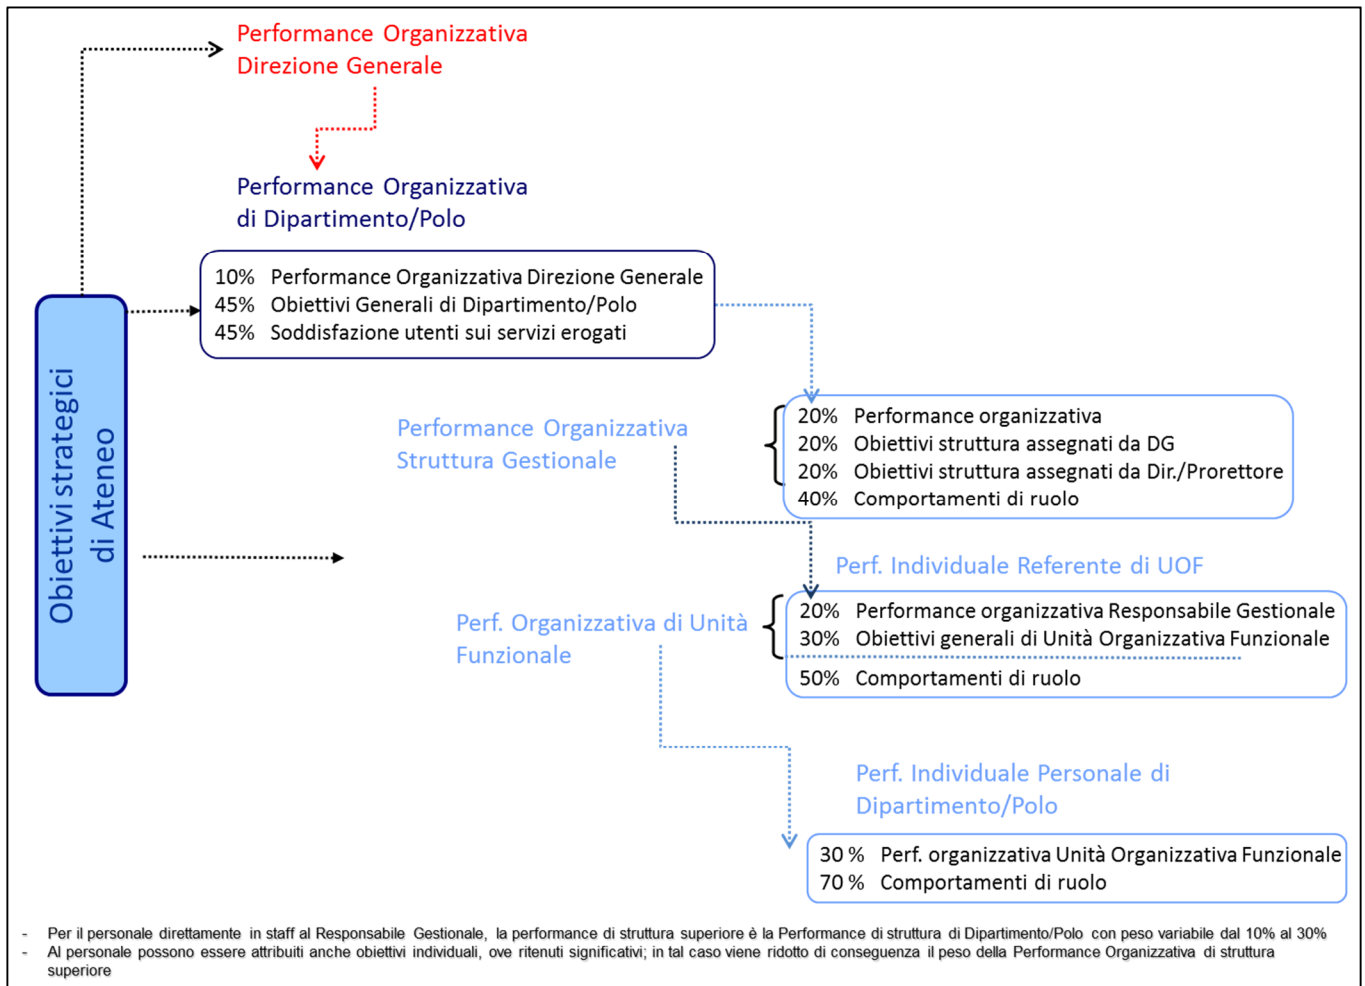 Performance Organizzativa
Direzione Generale
Performance Organizzativa
di Dipartimento/Polo
10% Performance Organizzativa Direzione Generale
45% Obiettivi Generali di Dipartimento/Polo
45% Soddisfazione utenti sui servizi erogati
Obiettivi strategici
di Ateneo
Performance Organizzativa
Struttura Gestionale
20% Performance organizzativa
20% Obiettivi struttura assegnati da DG
20% Obiettivi struttura assegnati da Dir./Prorettore
40% Comportamenti di ruolo
Perf. Individuale Referente di UOF
Perf. Organizzativa di Unità
Funzionale
20% Performance organizzativa Responsabile Gestionale
30% Obiettivi generali di Unità Organizzativa Funzionale
50% Comportamenti di ruolo
Perf. Individuale Personale di
Dipartimento/Polo
30 % Perf. organizzativa Unità Organizzativa Funzionale
70 % Comportamenti di ruolo
- Per il personale direttamente in staff al Responsabile Gestionale, la performance di struttura superiore è la Performance di struttura di Dipartimento/Polo con peso variabile dal 10% al 30%
- Al personale possono essere attribuiti anche obiettivi individuali, ove ritenuti significativi; in tal caso viene ridotto di conseguenza il peso della Performance Organizzativa di struttura
superiore